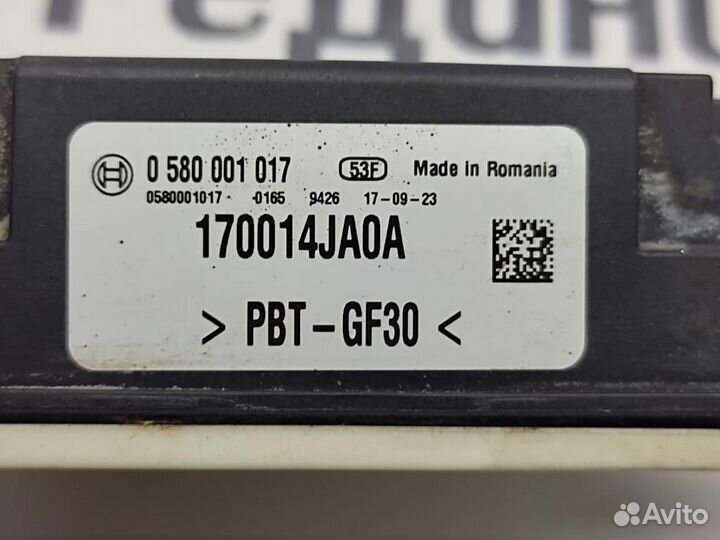 0 580 001 017 53F Made in Romania
0580001017 0165 9426 17-09-23
170014JA0A
> PBT-GF30 <
Avito